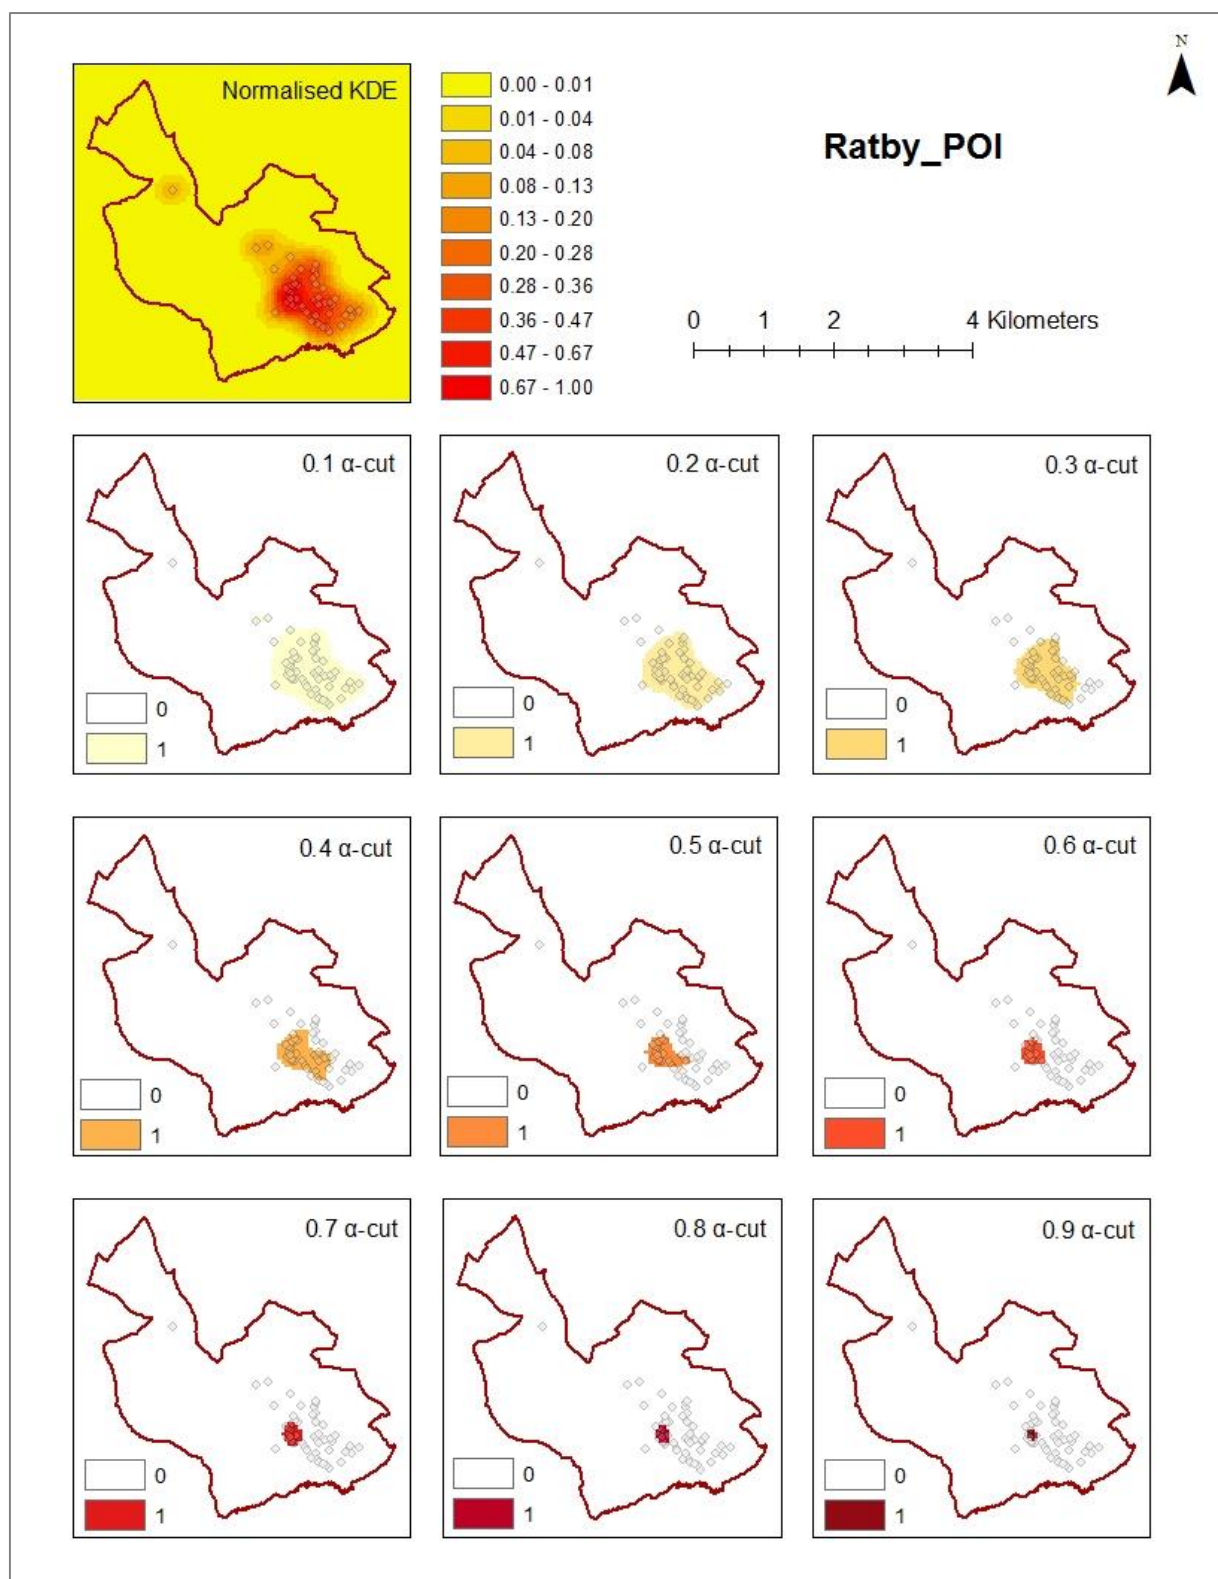 N
Normalised KDE
0.00 - 0.01
0.01 - 0.04
0.04 - 0.08
0.08 - 0.13
0.13 - 0.20
0.20 - 0.28
0.28 - 0.36
0.36 - 0.47
0.47 - 0.67
0.67 - 1.00
Ratby_POI
0 1 2 4 Kilometers
0.1 α-cut
0
1
0.2 α-cut
0
1
0.3 α-cut
0
1
0.4 α-cut
0
1
0.5 α-cut
0
1
0.6 α-cut
0
1
0.7 α-cut
0
1
0.8 α-cut
0
1
0.9 α-cut
0
1